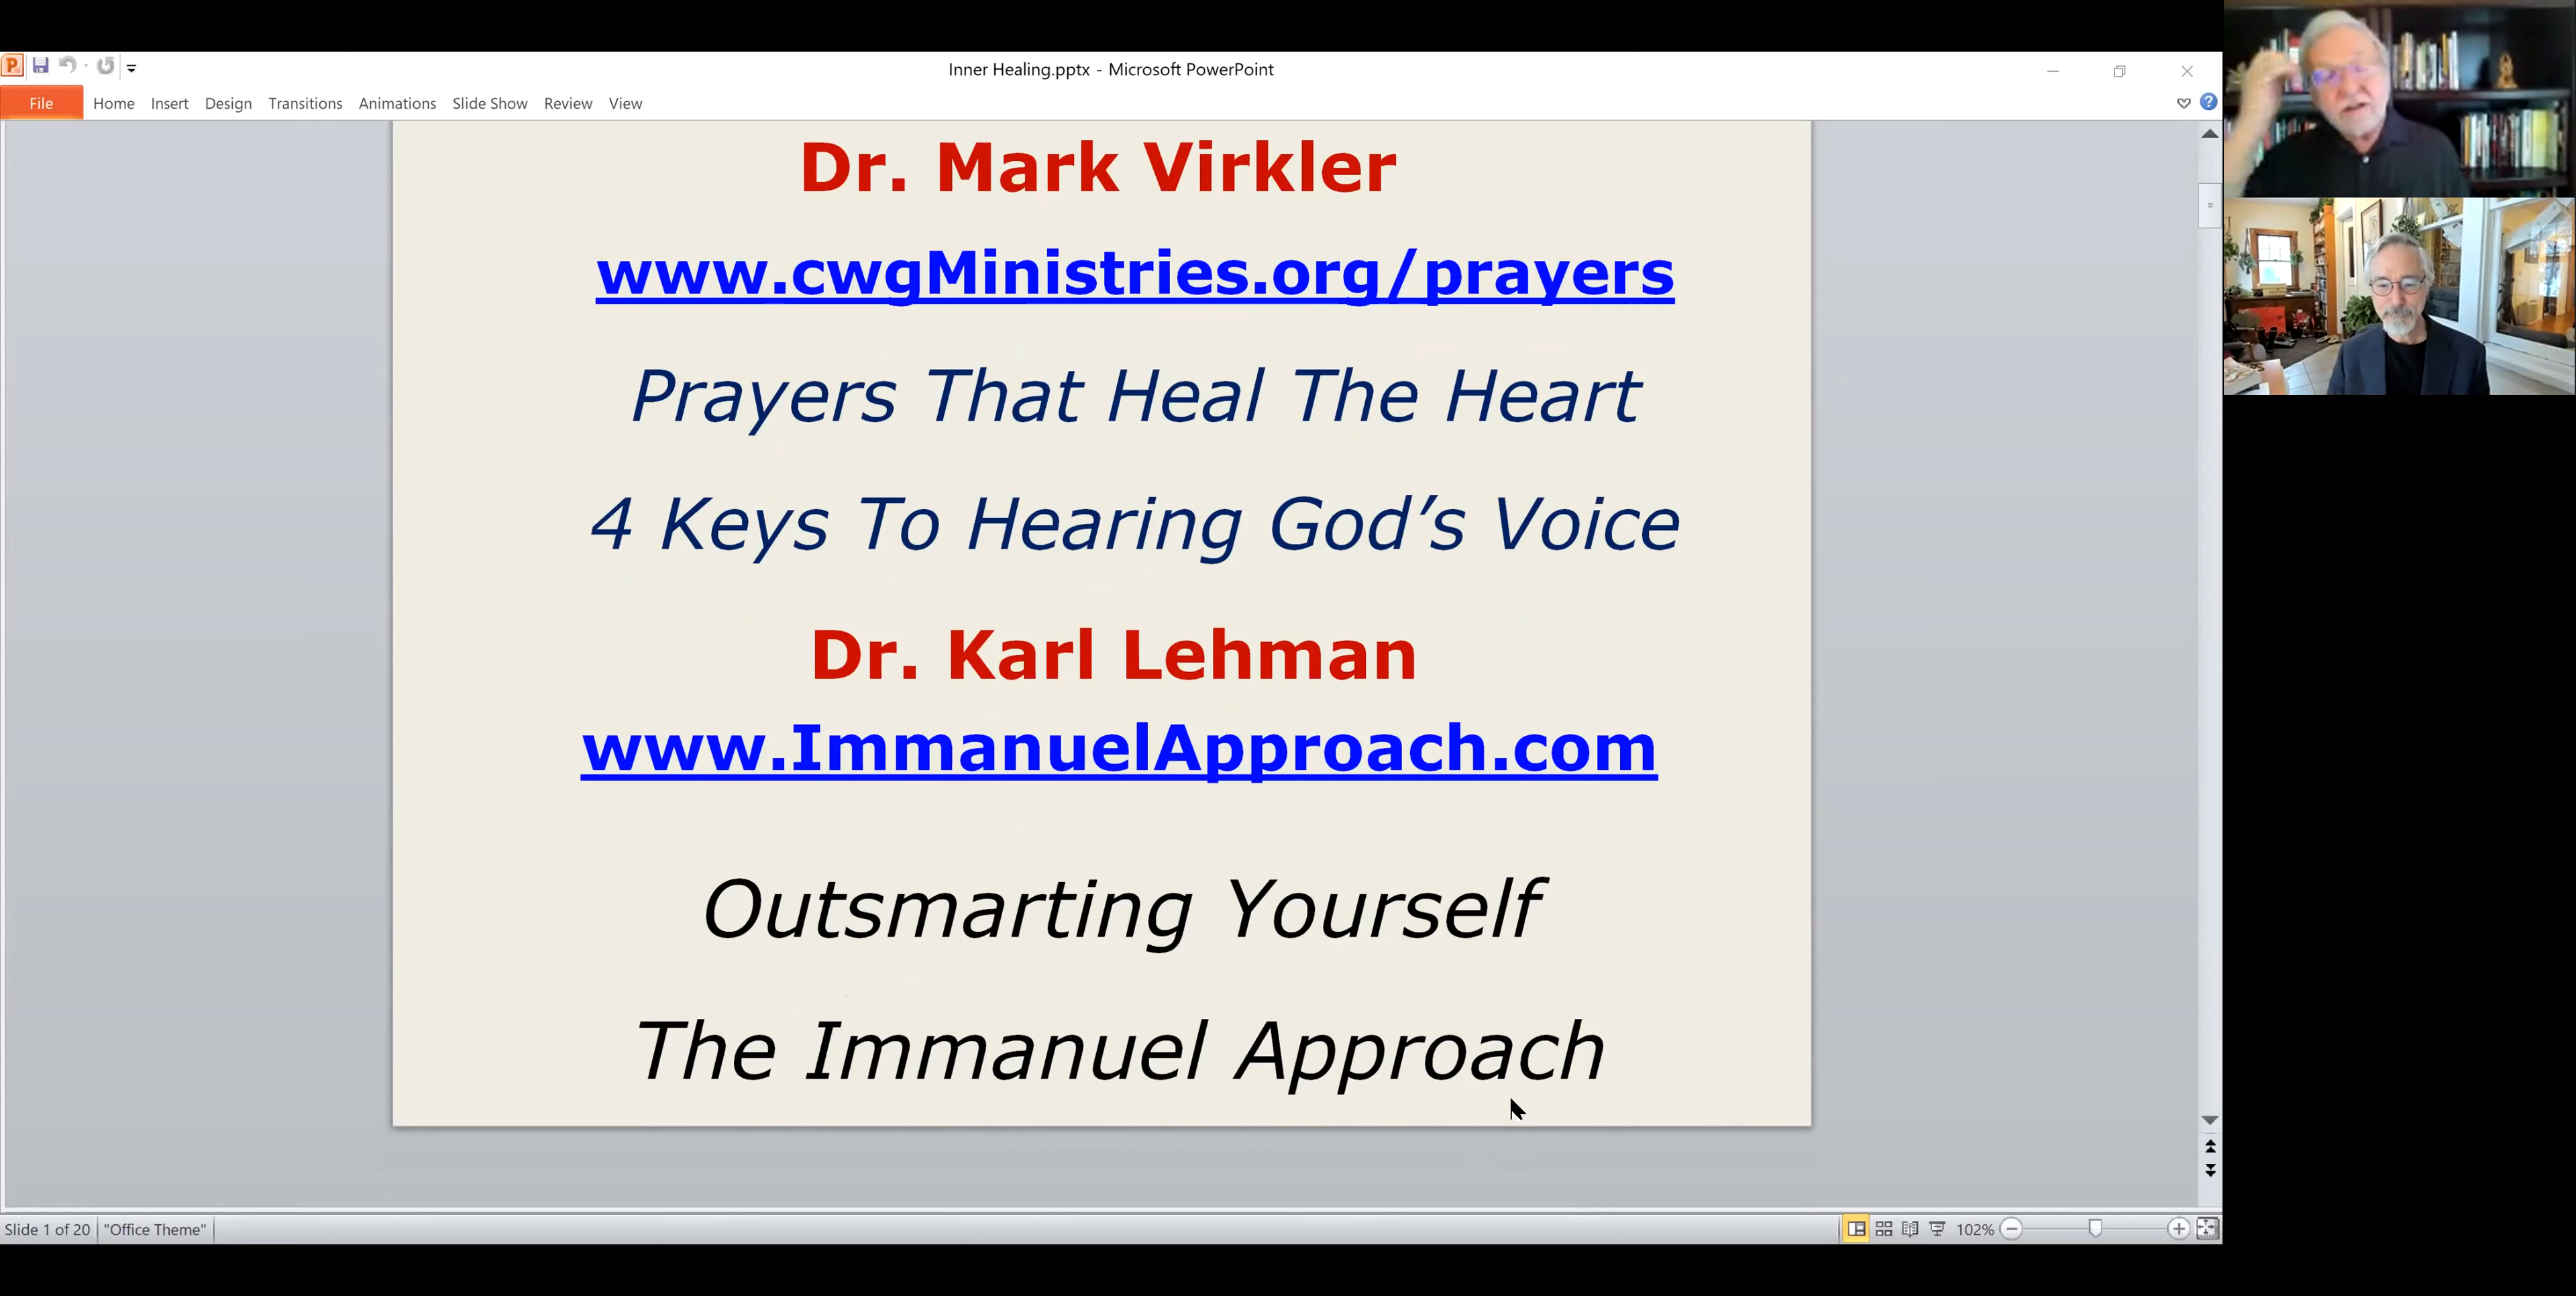 Inner Healing.pptx - Microsoft PowerPoint
File Home Insert Design Transitions Animations Slide Show Review View
Dr. Mark Virkler
www.cwgMinistries.org/prayers
Prayers That Heal The Heart
4 Keys To Hearing God’s Voice
Dr. Karl Lehman
www.ImmanuelApproach.com
Outsmarting Yourself
The Immanuel Approach
Slide 1 of 20 "Office Theme" 102%